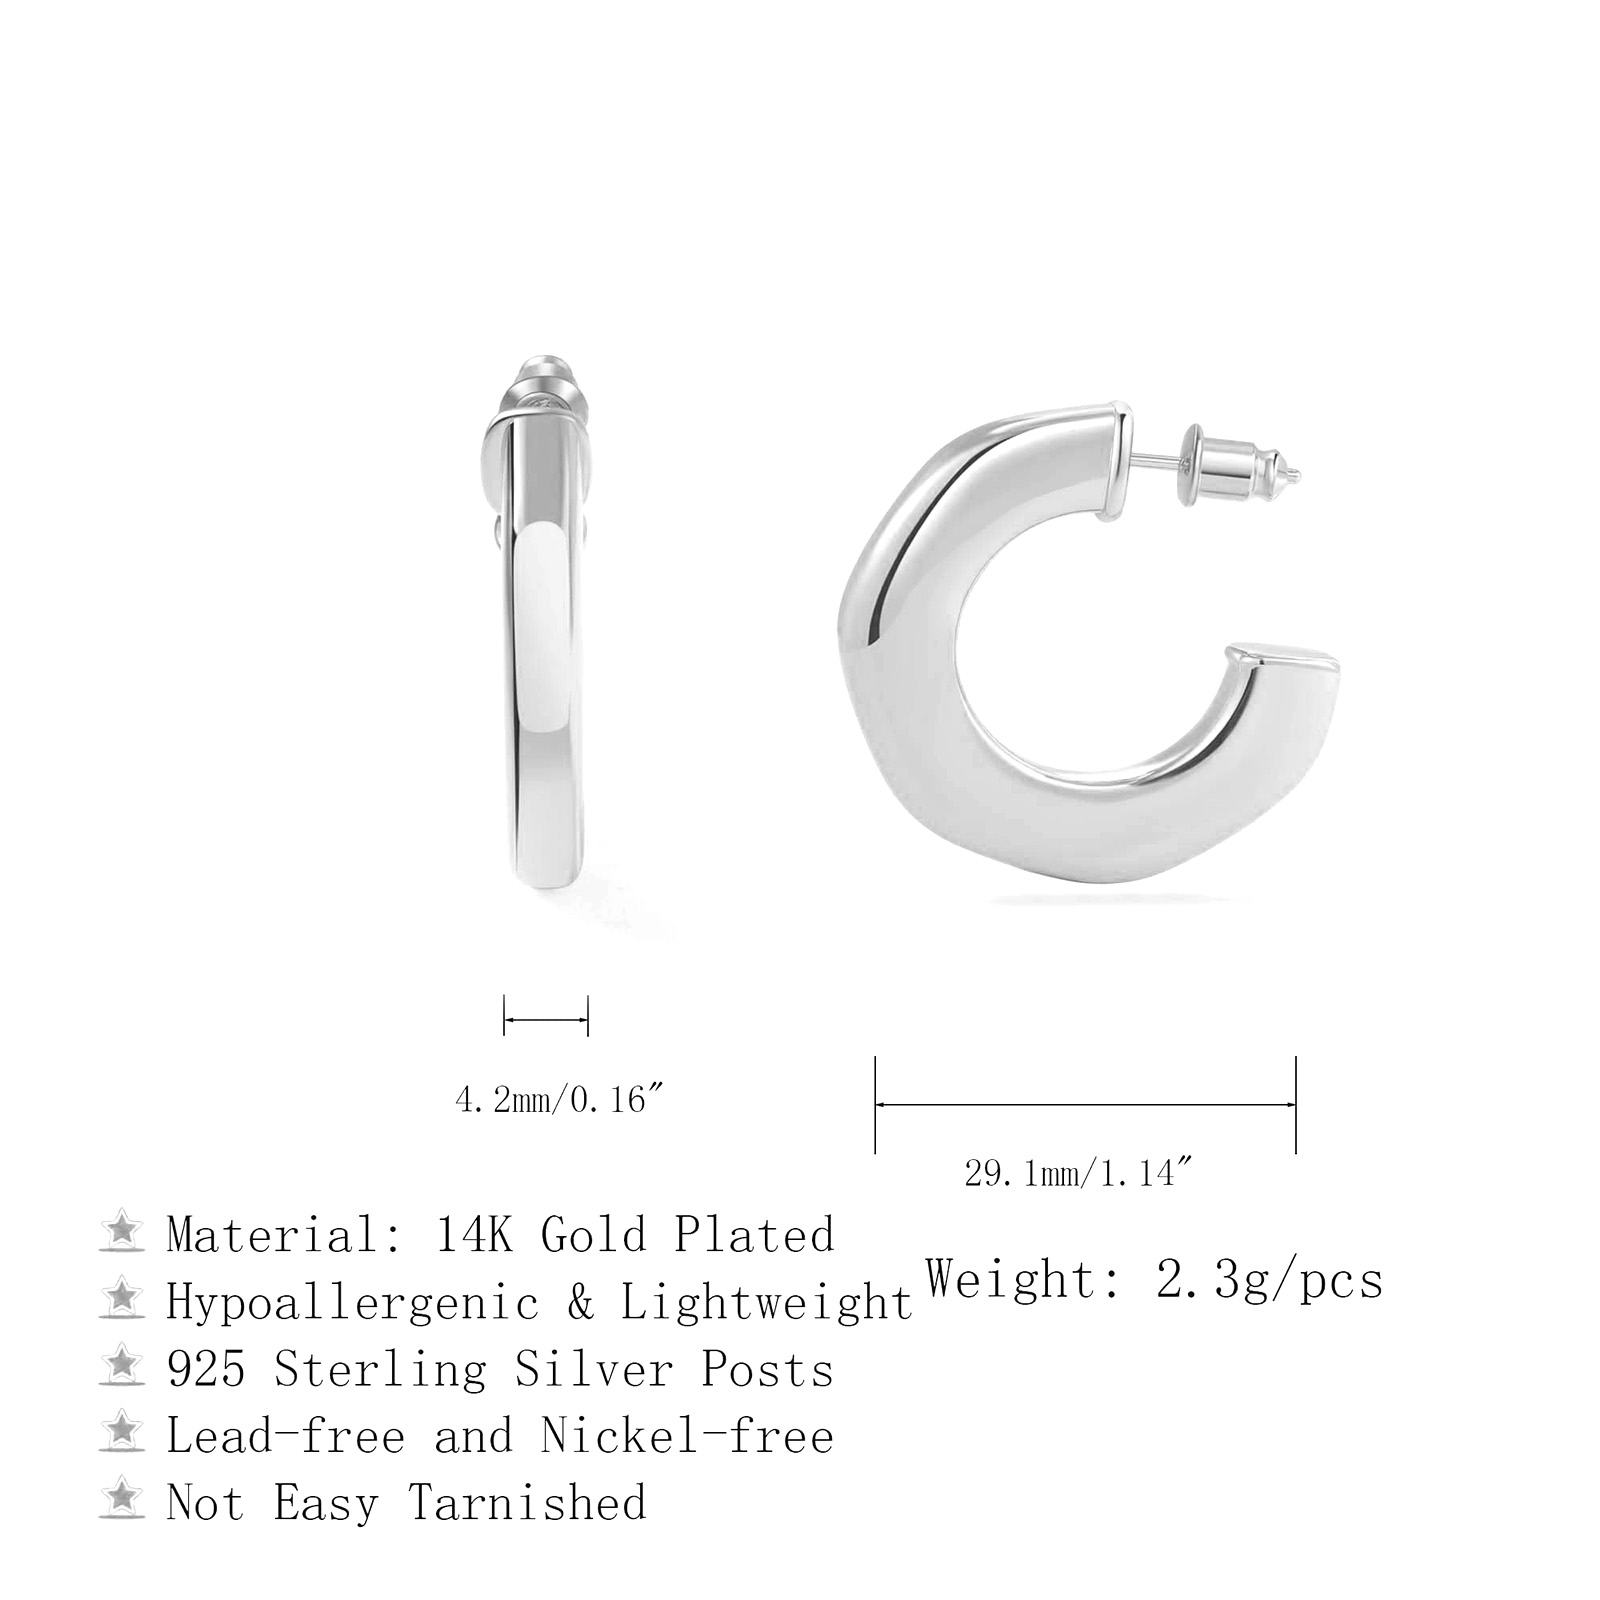 4.2mm/0.16"
29.1mm/1.14"
Material: 14K Gold Plated
Hypoallergenic & Lightweight
Weight: 2.3g/pcs
925 Sterling Silver Posts
Lead-free and Nickel-free
Not Easy Tarnished